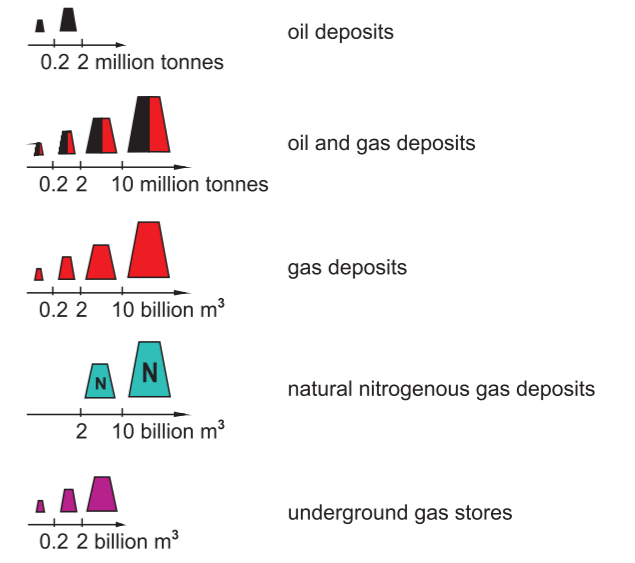 oil deposits
0.2 2 million tonnes
oil and gas deposits
0.2 2 10 million tonnes
gas deposits
0.2 2 10 billion m³
N N
natural nitrogenous gas deposits
2 10 billion m³
underground gas stores
0.2 2 billion m³